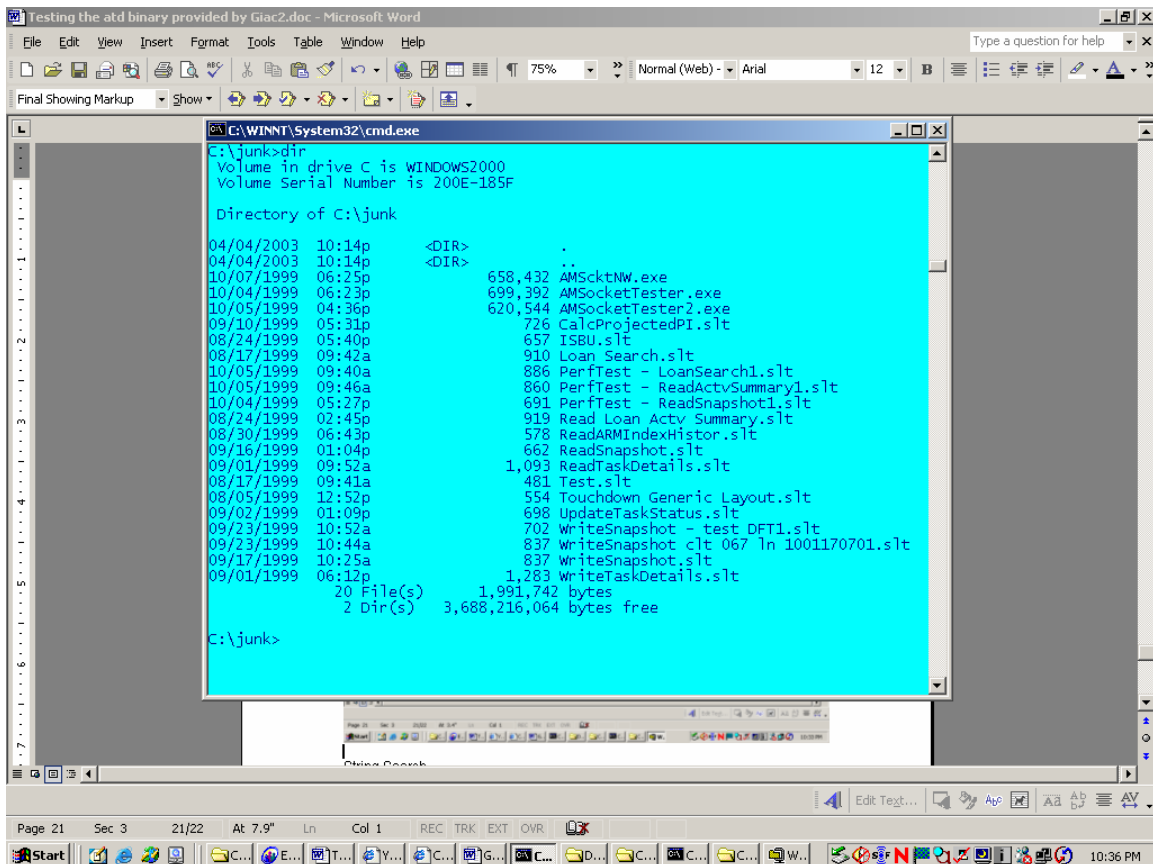 Testing the atd binary provided by Giac2.doc - Microsoft Word
File Edit View Insert Format Tools Table Window Help Type a question for help
75% Normal (Web) - Arial 12 B
Final Showing Markup Show
C:\WINNT\System32\cmd.exe
C:\junk>dir
Volume in drive C is WINDOWS2000
Volume Serial Number is 200E-185F
Directory of C:\junk
04/04/2003 10:14p <DIR> .
04/04/2003 10:14p <DIR> ..
10/07/1999 06:25p 658,432 AMScktNW.exe
10/04/1999 06:23p 699,392 AMSocketTester.exe
10/05/1999 04:36p 620,544 AMSocketTester2.exe
09/10/1999 05:31p 726 CalcProjectedPI.slt
08/24/1999 05:40p 657 ISBU.slt
08/17/1999 09:42a 910 Loan Search.slt
10/05/1999 09:40a 886 PerfTest - LoanSearch1.slt
10/05/1999 09:46a 860 PerfTest - ReadActvSummary1.slt
10/04/1999 05:27p 691 PerfTest - ReadSnapshot1.slt
08/24/1999 02:45p 919 Read Loan Actv Summary.slt
08/30/1999 06:43p 578 ReadARMIndexHistor.slt
09/16/1999 01:04p 662 ReadSnapshot.slt
09/01/1999 09:52a 1,093 ReadTaskDetails.slt
08/17/1999 09:41a 481 Test.slt
08/05/1999 12:52p 554 Touchdown Generic Layout.slt
09/02/1999 01:09p 698 UpdateTaskStatus.slt
09/23/1999 10:52a 702 WriteSnapshot - test DFT1.slt
09/23/1999 10:44a 837 WriteSnapshot clt 067 ln 1001170701.slt
09/17/1999 10:25a 837 WriteSnapshot.slt
09/01/1999 06:12p 1,283 WriteTaskDetails.slt
20 File(s) 1,991,742 bytes
2 Dir(s) 3,688,216,064 bytes free
C:\junk>
String Search
Edit Text...
Page 21 Sec 3 21/22 At 7.9" Ln Col 1 REC TRK EXT OVR
Start C... E... T... Y... C... G... C... D... C... C... C... W... 10:36 PM